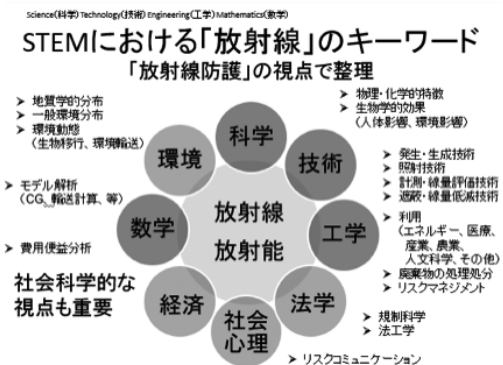 Science(科学)Technology(技術)Engineering(工学)Mathematics(数学)
STEMにおける「放射線」のキーワード
「放射線防護」の視点で整理
➤ 地質学的分布
➤ 一般環境分布
➤ 環境動態
(生物移行、環境輸送)
➤ モデル解析
(CG、輸送計算、等)
➤ 費用便益分析
社会科学的な
視点も重要
科学
技術
工学
法学
社会
心理
経済
数学
環境
放射線
放射能
➤ 物理・化学的特徴
➤ 生物学的効果
(人体影響、環境影響)
➤ 発生・生成技術
➤ 照射技術
➤ 計測・線量評価技術
➤ 遮蔽・線量低減技術
➤ 利用
(エネルギー、医療、
産業、農業、
人文科学、その他)
➤ 廃棄物の処理処分
➤ リスクマネジメント
➤ 規制科学
➤ 法工学
➤ リスクコミュニケーション